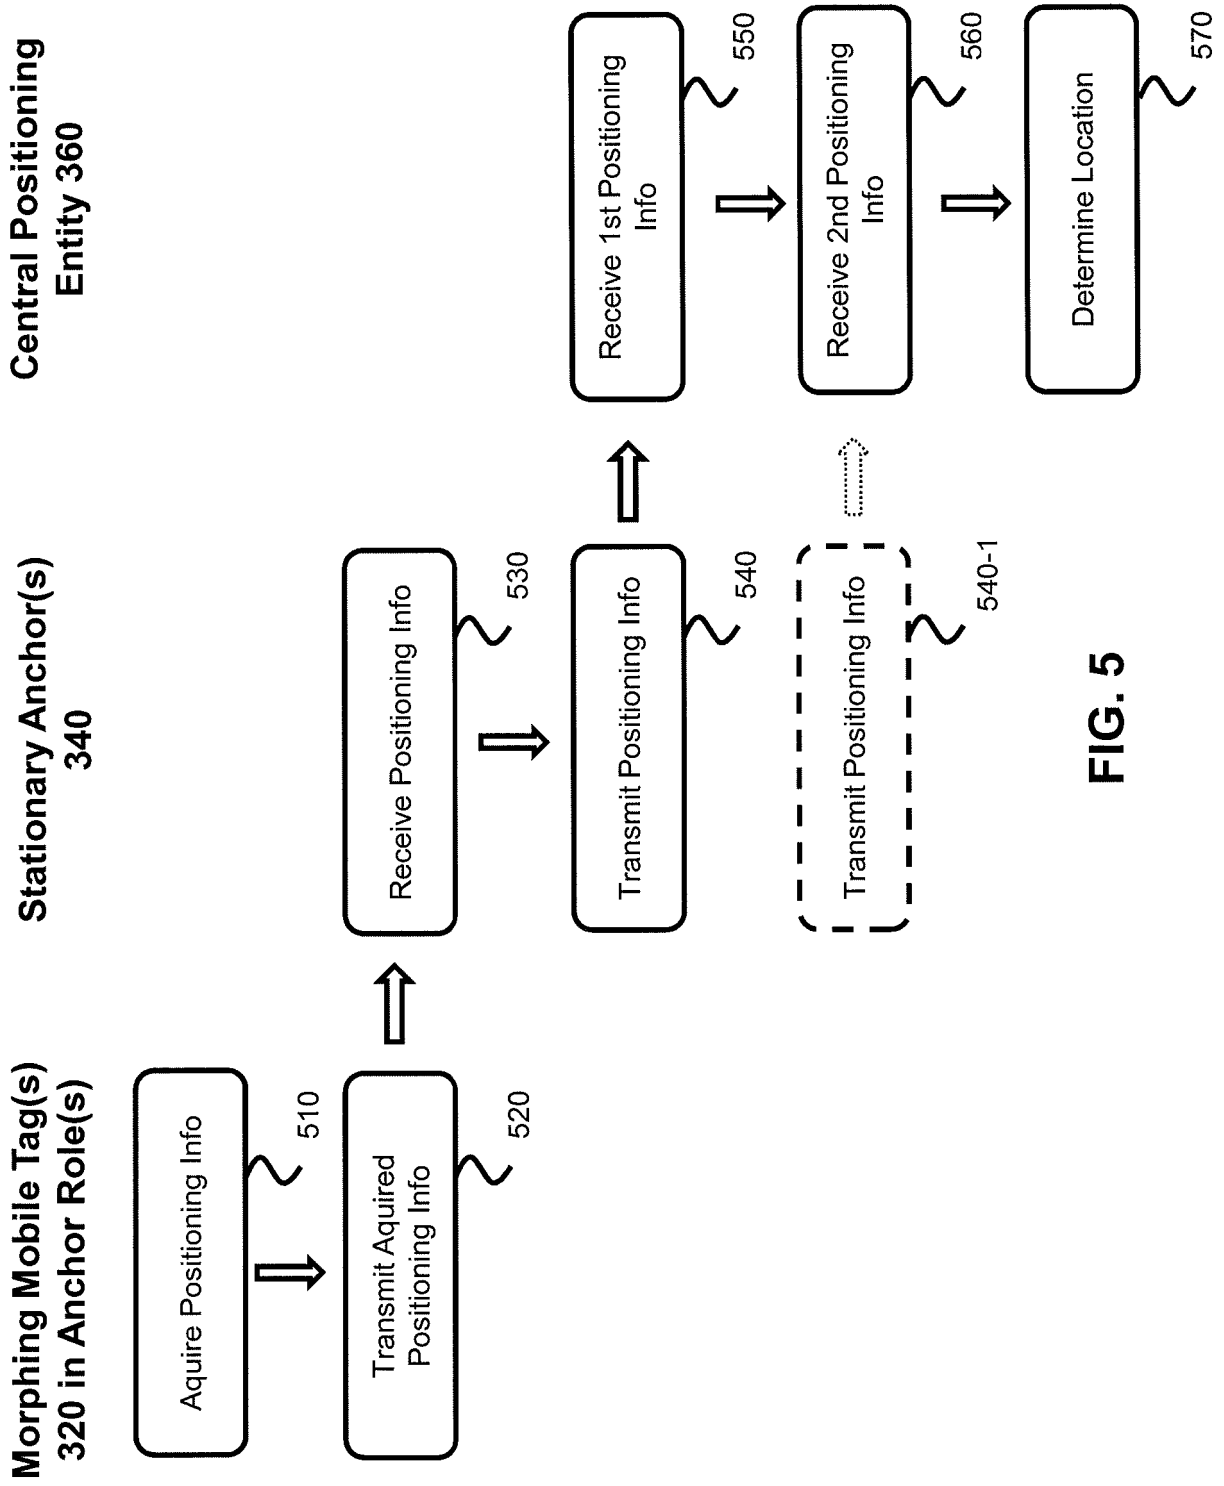 Morphing Mobile Tag(s)
320 in Anchor Role(s)
Stationary Anchor(s)
340
Central Positioning
Entity 360
Aquire Positioning Info
510
Transmit Aquired
Positioning Info
520
Receive Positioning Info
530
Transmit Positioning Info
540
Receive 1st Positioning
Info
550
Transmit Positioning Info
540-1
Receive 2nd Positioning
Info
560
Determine Location
570
FIG. 5